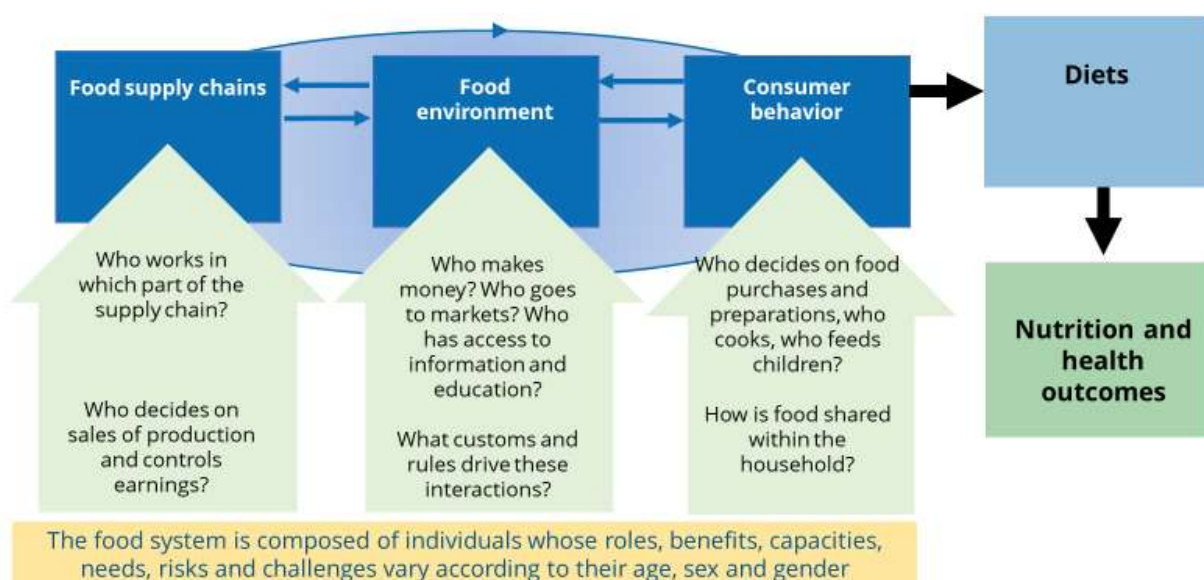 Food supply chains
Food
environment
Consumer
behavior
Diets
Who works in
which part of the
supply chain?
Who decides on
sales of production
and controls
earnings?
Who makes
money? Who goes
to markets? Who
has access to
information and
education?
What customs and
rules drive these
interactions?
Who decides on food
purchases and
preparations, who
cooks, who feeds
children?
How is food shared
within the
household?
Nutrition and
health
outcomes
The food system is composed of individuals whose roles, benefits, capacities,
needs, risks and challenges vary according to their age, sex and gender